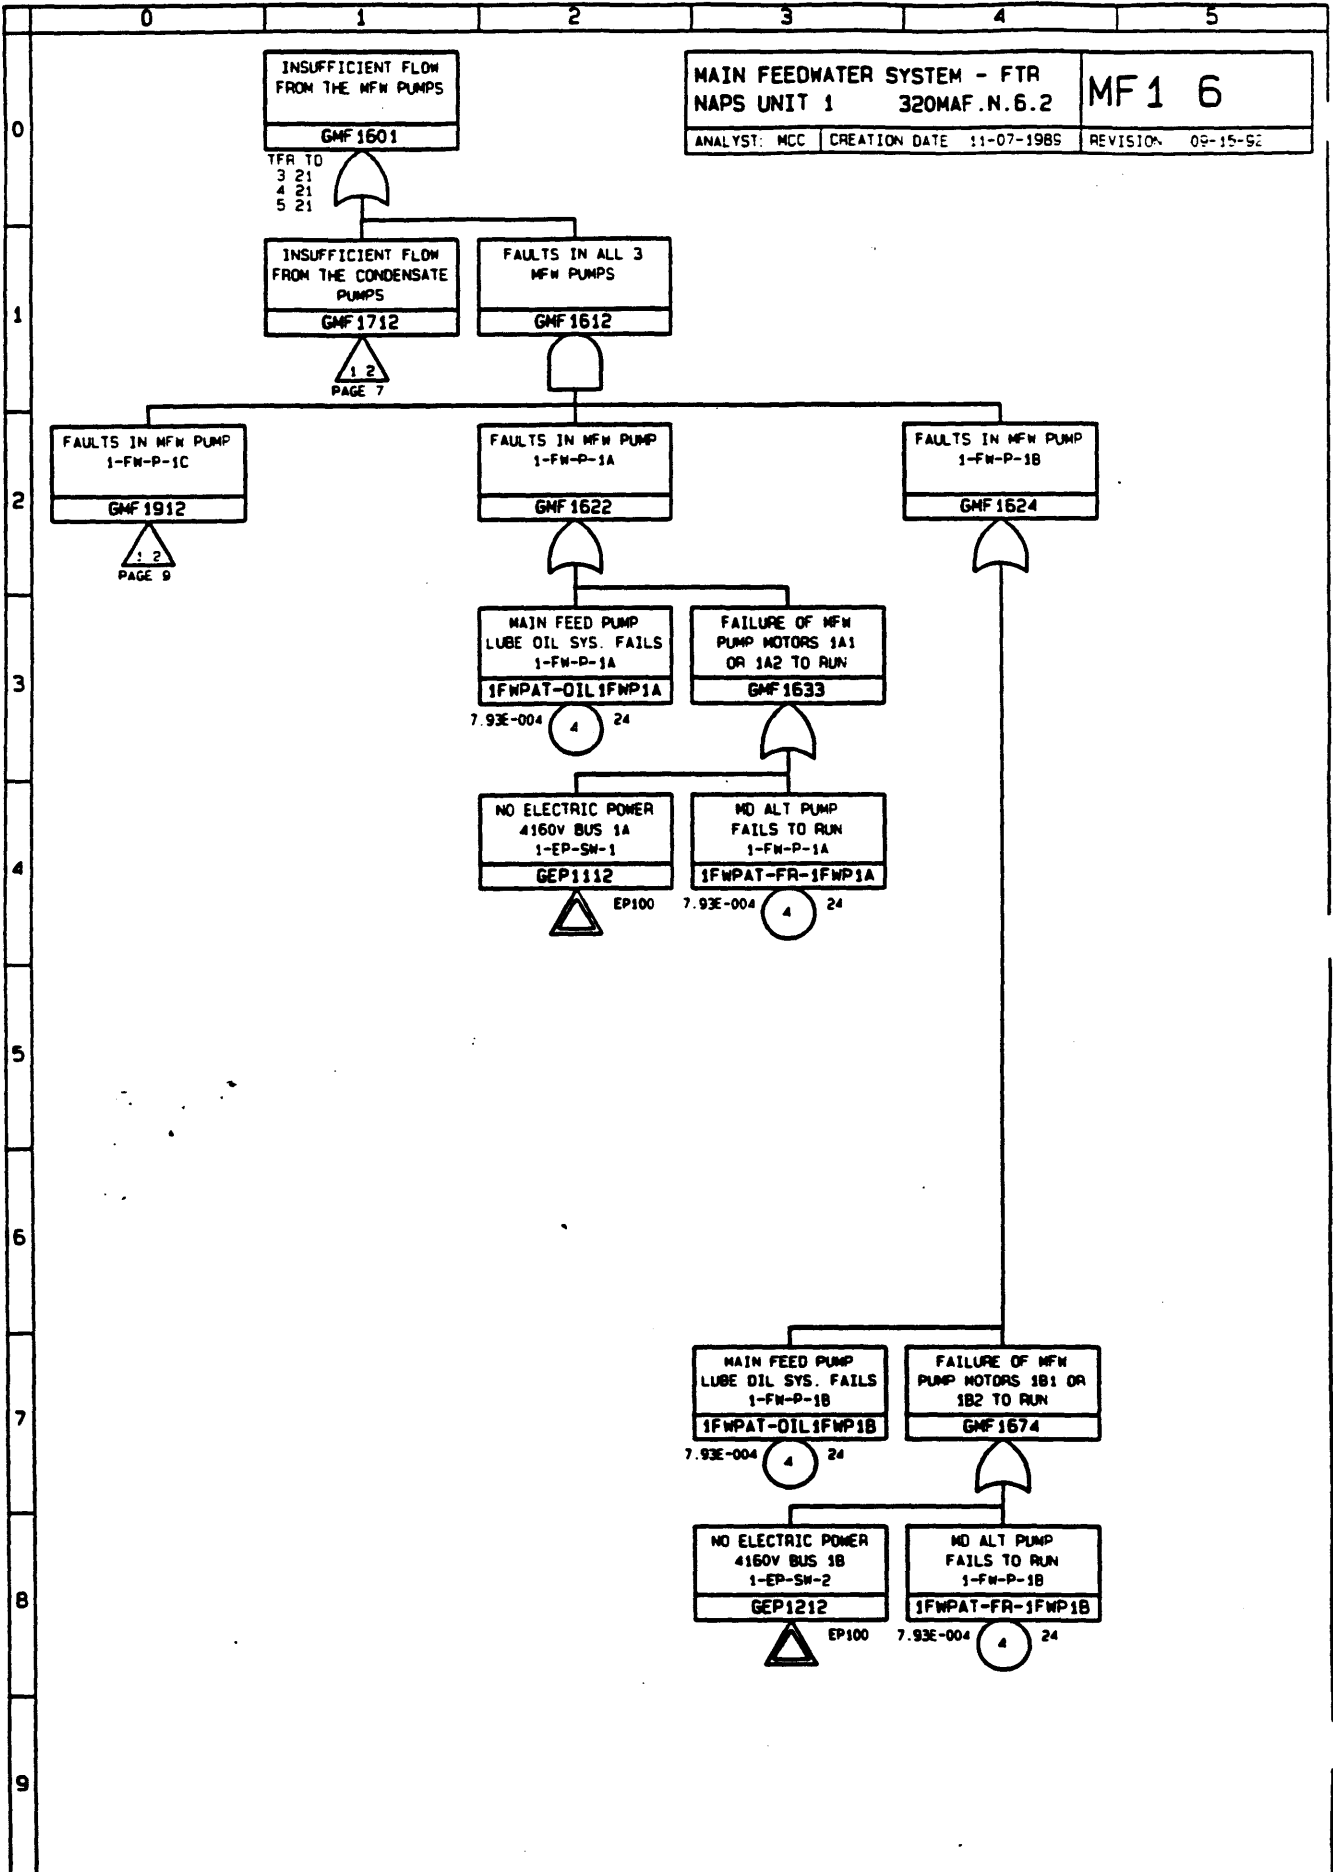 0 1 2 3 4 5
MAIN FEEDWATER SYSTEM - FTR
NAPS UNIT 1 320MAF.N.6.2
MF1 6
ANALYST: MCC CREATION DATE 11-07-1989 REVISION 09-15-92
0
INSUFFICIENT FLOW
FROM THE MFW PUMPS
GMF1601
TFR TO
3 21
4 21
5 21
1
INSUFFICIENT FLOW
FROM THE CONDENSATE
PUMPS
GMF1712
1 2
PAGE 7
FAULTS IN ALL 3
MFW PUMPS
GMF1612
2
FAULTS IN MFW PUMP
1-FW-P-1C
GMF1912
1 2
PAGE 9
FAULTS IN MFW PUMP
1-FW-P-1A
GMF1622
FAULTS IN MFW PUMP
1-FW-P-1B
GMF1624
3
MAIN FEED PUMP
LUBE OIL SYS. FAILS
1-FW-P-1A
1FWPAT-OIL1FWP1A
7.93E-004 4 24
FAILURE OF MFW
PUMP MOTORS 1A1
OR 1A2 TO RUN
GMF1633
4
NO ELECTRIC POWER
4160V BUS 1A
1-EP-SW-1
GEP1112
EP100
MD ALT PUMP
FAILS TO RUN
1-FW-P-1A
1FWPAT-FR-1FWP1A
7.93E-004 4 24
5
6
7
MAIN FEED PUMP
LUBE OIL SYS. FAILS
1-FW-P-1B
1FWPAT-OIL1FWP1B
7.93E-004 4 24
FAILURE OF MFW
PUMP MOTORS 1B1 OR
1B2 TO RUN
GMF1674
8
NO ELECTRIC POWER
4160V BUS 1B
1-EP-SW-2
GEP1212
EP100
MD ALT PUMP
FAILS TO RUN
1-FW-P-1B
1FWPAT-FR-1FWP1B
7.93E-004 4 24
9